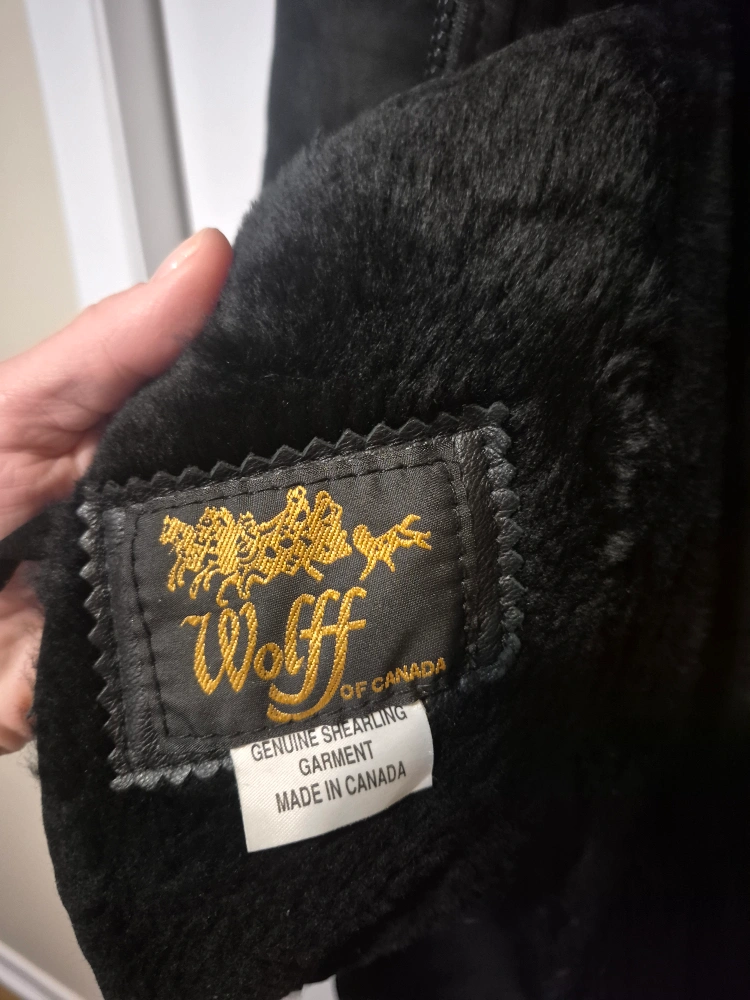 Wolff
OF CANADA
GENUINE SHEARLING
GARMENT
MADE IN CANADA